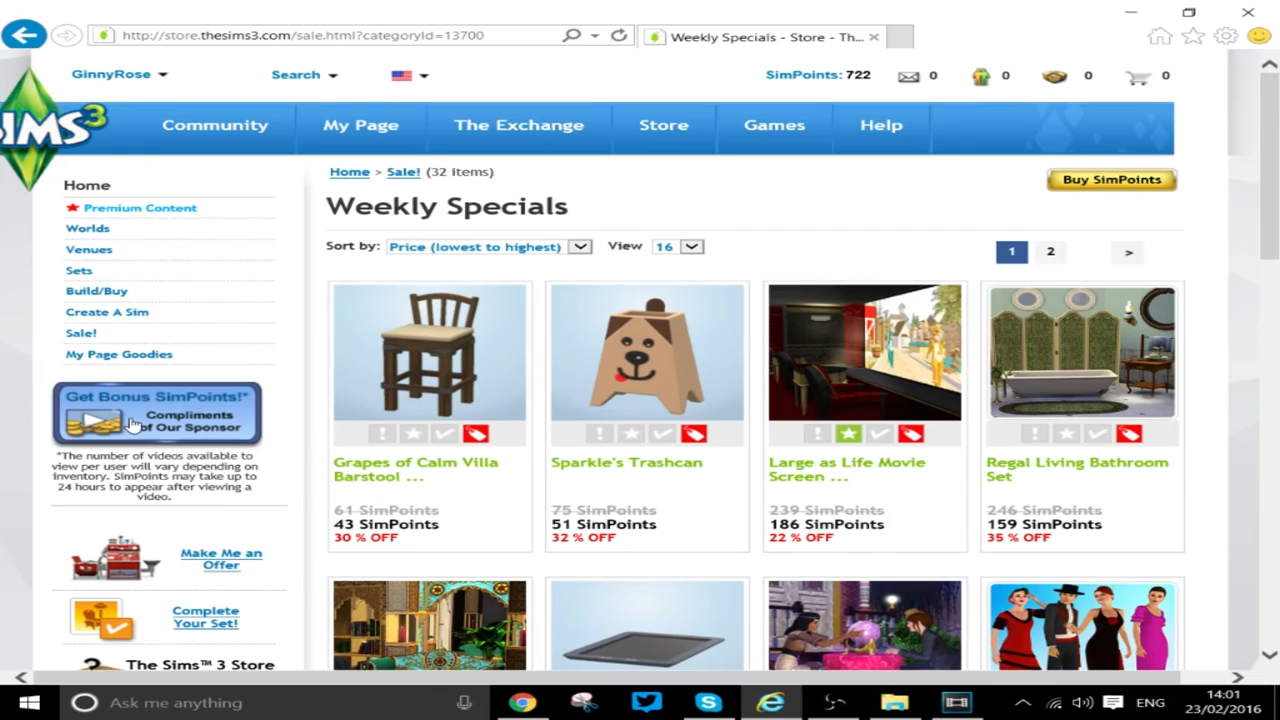 http://store.thesims3.com/sale.html?categoryId=13700
Weekly Specials - Store - Th...
GinnyRose
Search
SimPoints: 722
0
0
0
0
SIMS 3
Community
My Page
The Exchange
Store
Games
Help
Home
Premium Content
Worlds
Venues
Sets
Build/Buy
Create A Sim
Sale!
My Page Goodies
Get Bonus SimPoints!*
Compliments
of Our Sponsor
*The number of videos available to
view per user will vary depending on
inventory. SimPoints may take up to
24 hours to appear after viewing a
video.
Make Me an
Offer
Complete
Your Set!
The Sims™ 3 Store
Home > Sale! (32 Items)
Buy SimPoints
Weekly Specials
Sort by: Price (lowest to highest) View 16
1 2 >
Grapes of Calm Villa
Barstool ...
61 SimPoints
43 SimPoints
30 % OFF
Sparkle's Trashcan
75 SimPoints
51 SimPoints
32 % OFF
Large as Life Movie
Screen ...
239 SimPoints
186 SimPoints
22 % OFF
Regal Living Bathroom
Set
246 SimPoints
159 SimPoints
35 % OFF
Ask me anything
ENG
14:01
23/02/2016